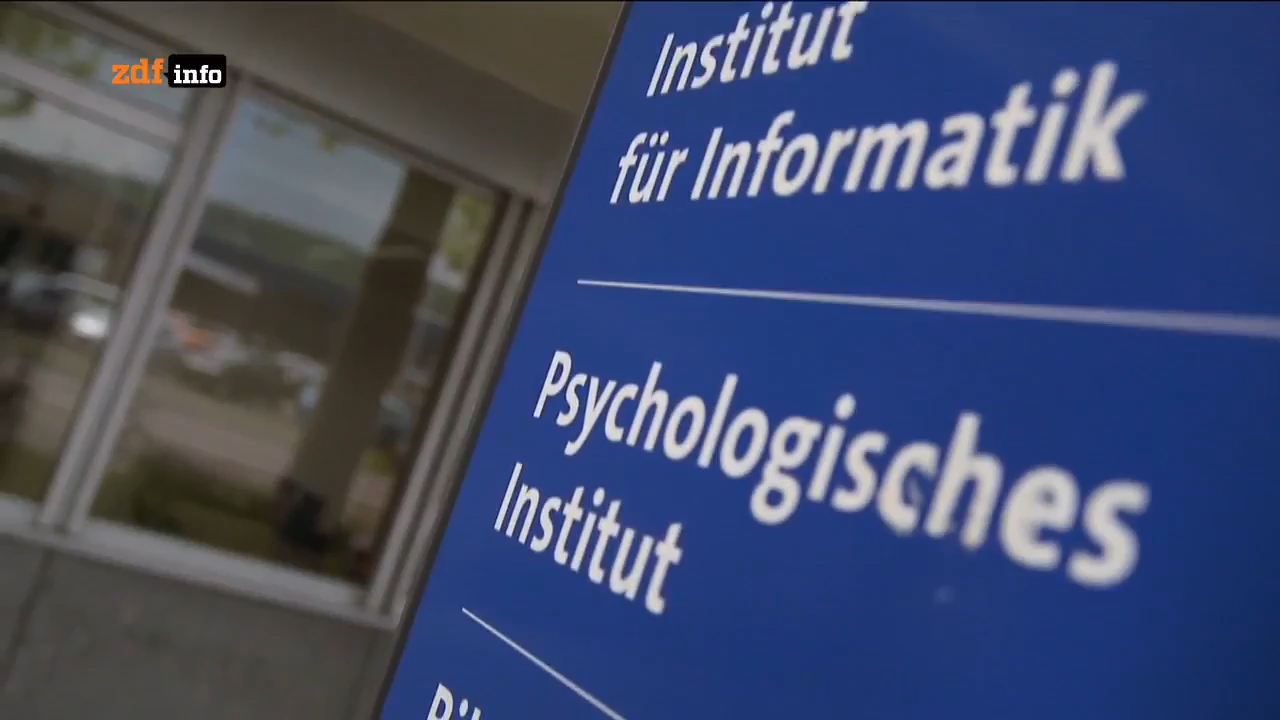 zdf info
Institut
für Informatik
Psychologisches
Institut